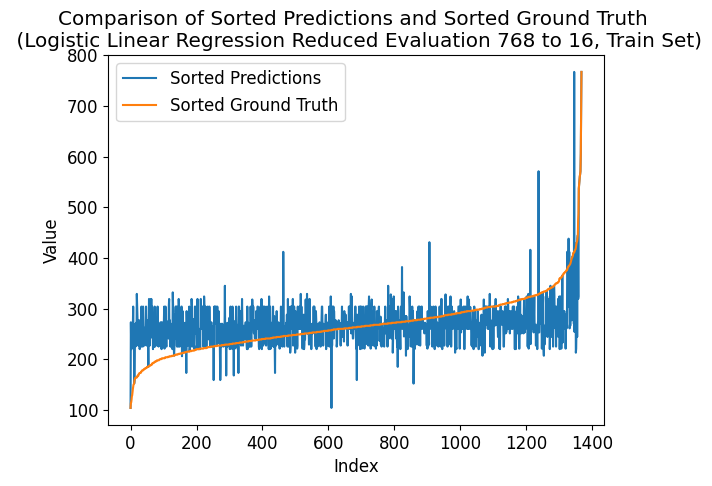 Comparison of Sorted Predictions and Sorted Ground Truth
(Logistic Linear Regression Reduced Evaluation 768 to 16, Train Set)
Sorted Predictions
Sorted Ground Truth
800
700
600
500
400
300
200
100
Value
0 200 400 600 800 1000 1200 1400
Index